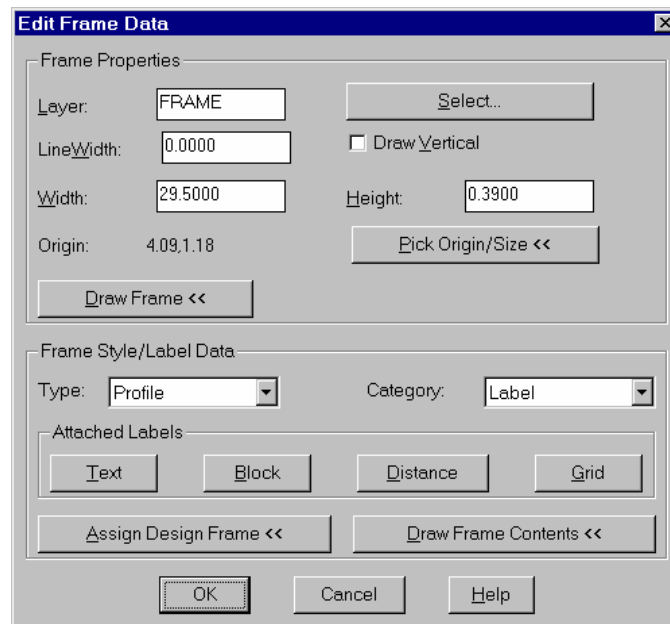 Edit Frame Data
Frame Properties
Layer: FRAME Select...
LineWidth: 0.0000 Draw Vertical
Width: 29.5000 Height: 0.3900
Origin: 4.09,1.18 Pick Origin/Size <<
Draw Frame <<
Frame Style/Label Data
Type: Profile Category: Label
Attached Labels
Text Block Distance Grid
Assign Design Frame << Draw Frame Contents <<
OK Cancel Help